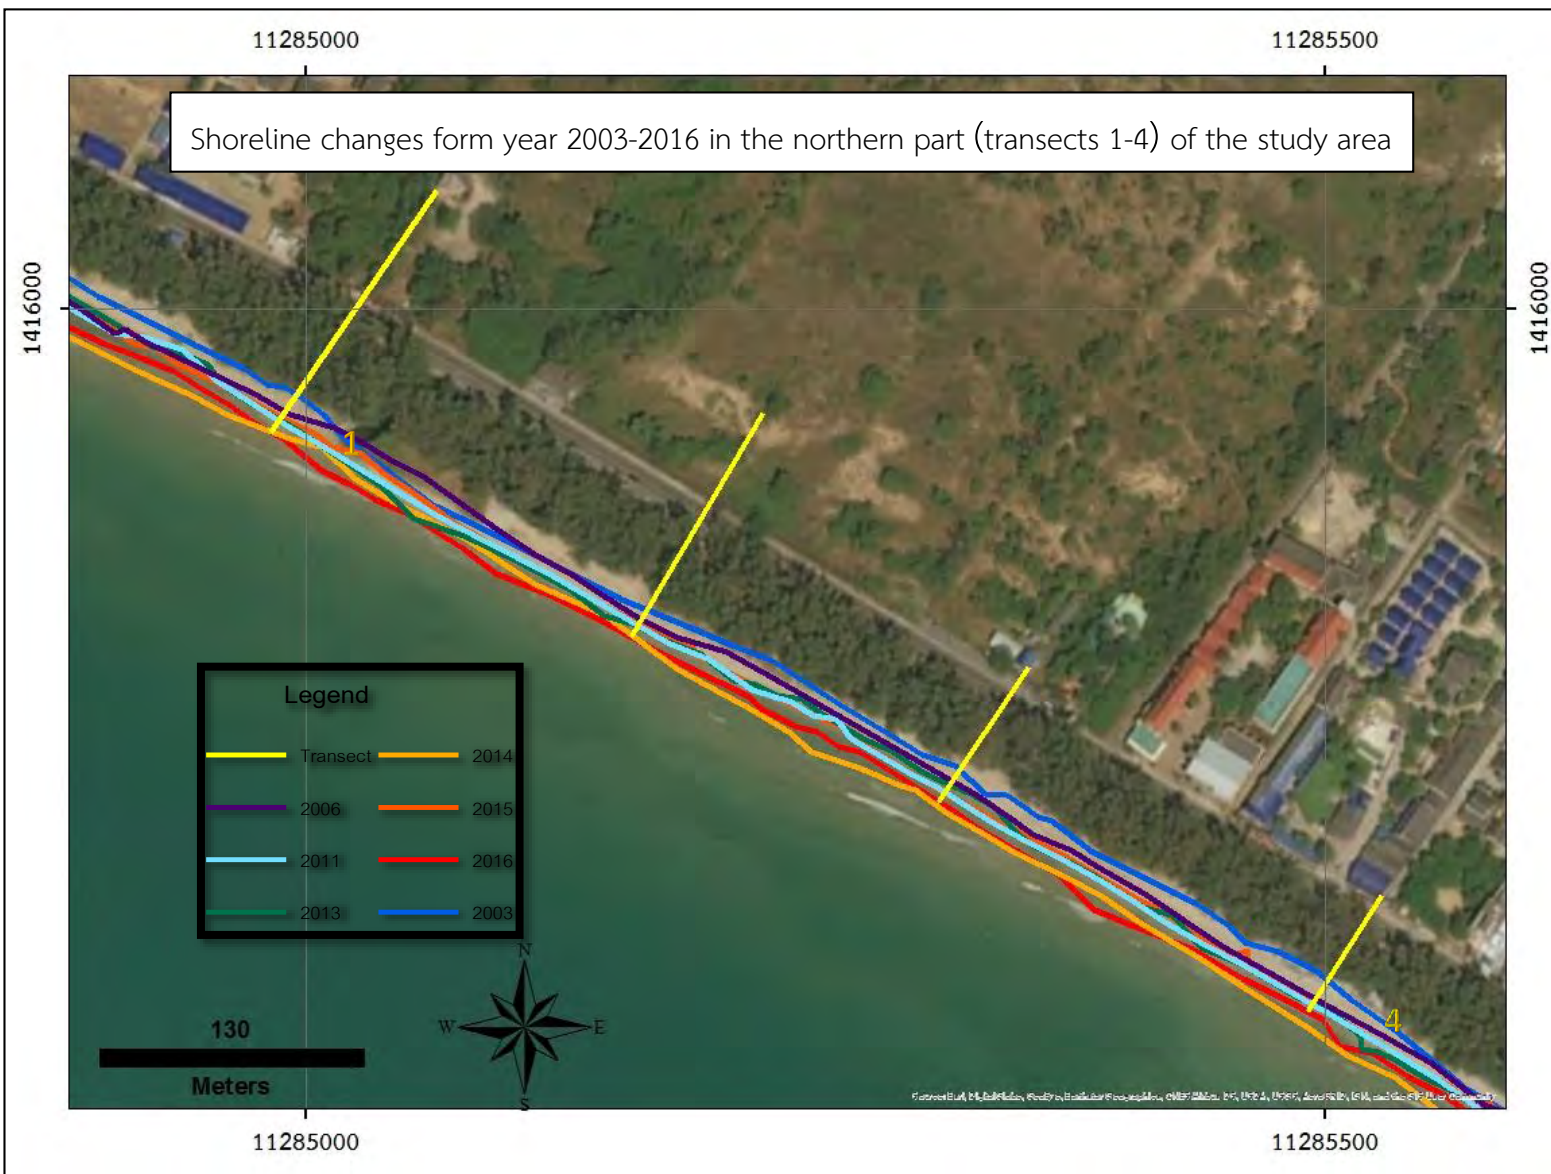 11285000 11285500
Shoreline changes form year 2003-2016 in the northern part (transects 1-4) of the study area
1416000 1416000
1
Legend
Transect 2014
2006 2015
2011 2016
2013 2003
N
W E
S
4
130
Meters
11285000 11285500